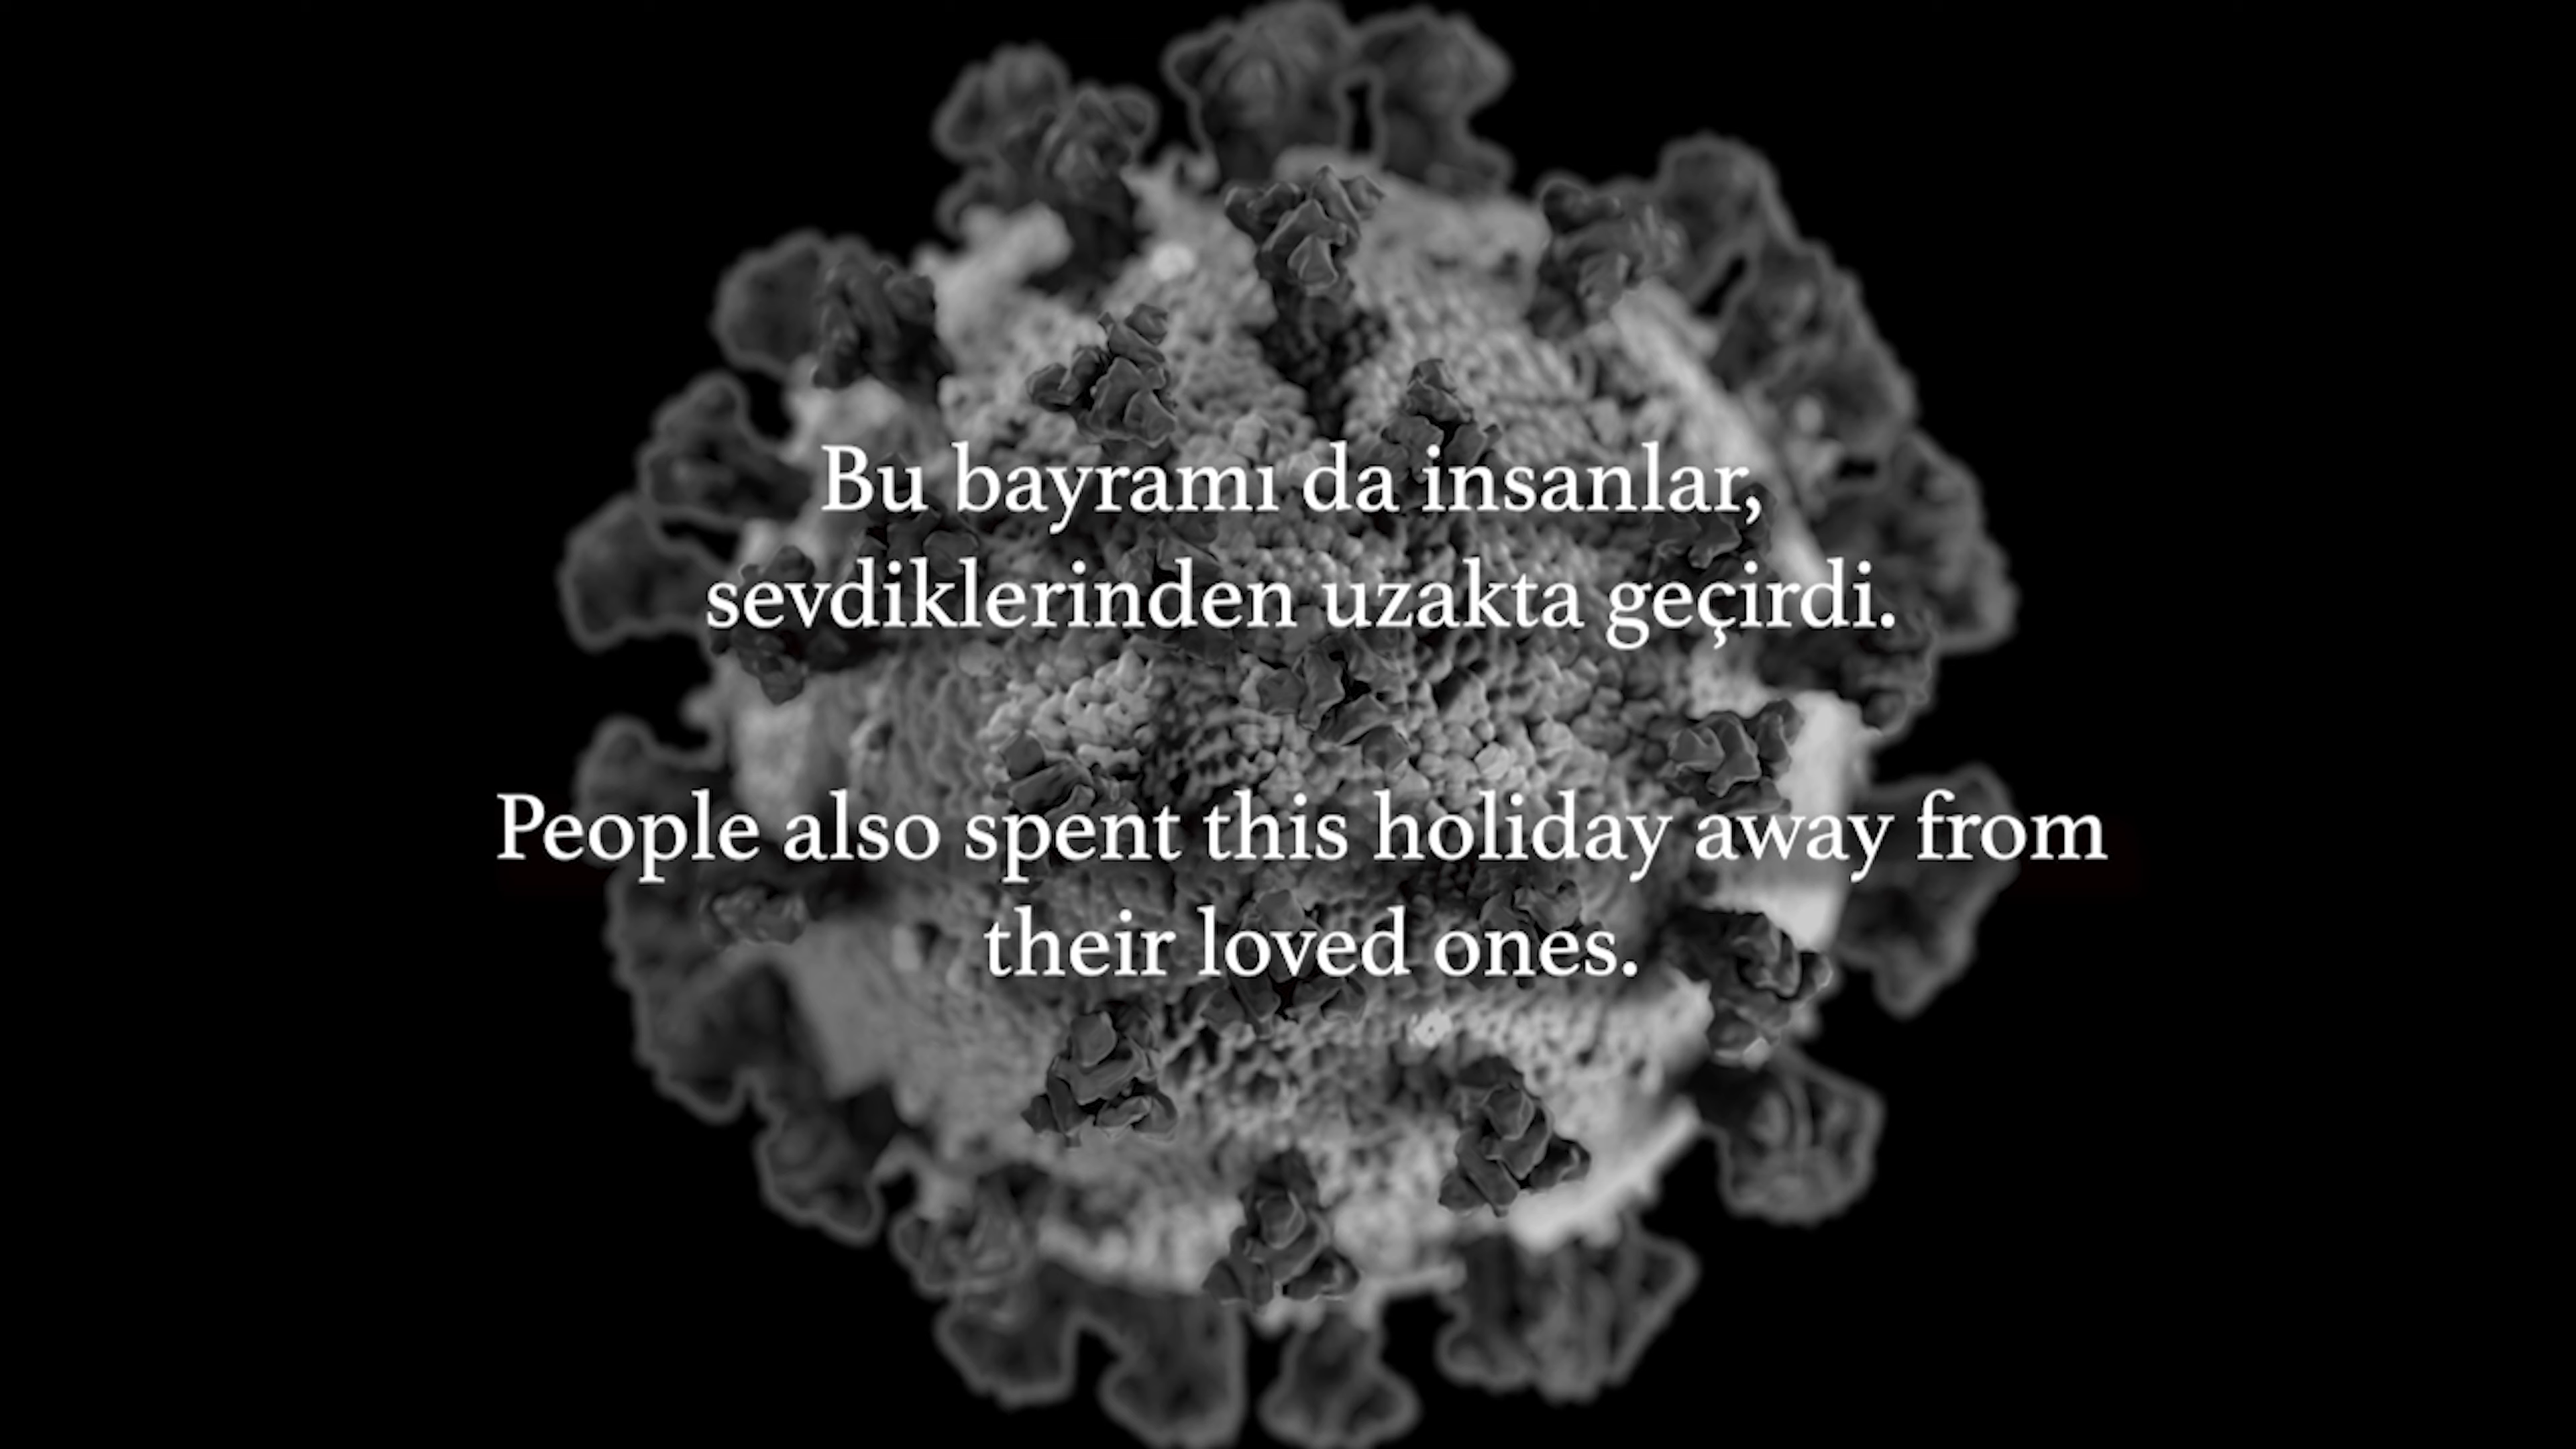 Bu bayramı da insanlar,
sevdiklerinden uzakta geçirdi.
People also spent this holiday away from
their loved ones.